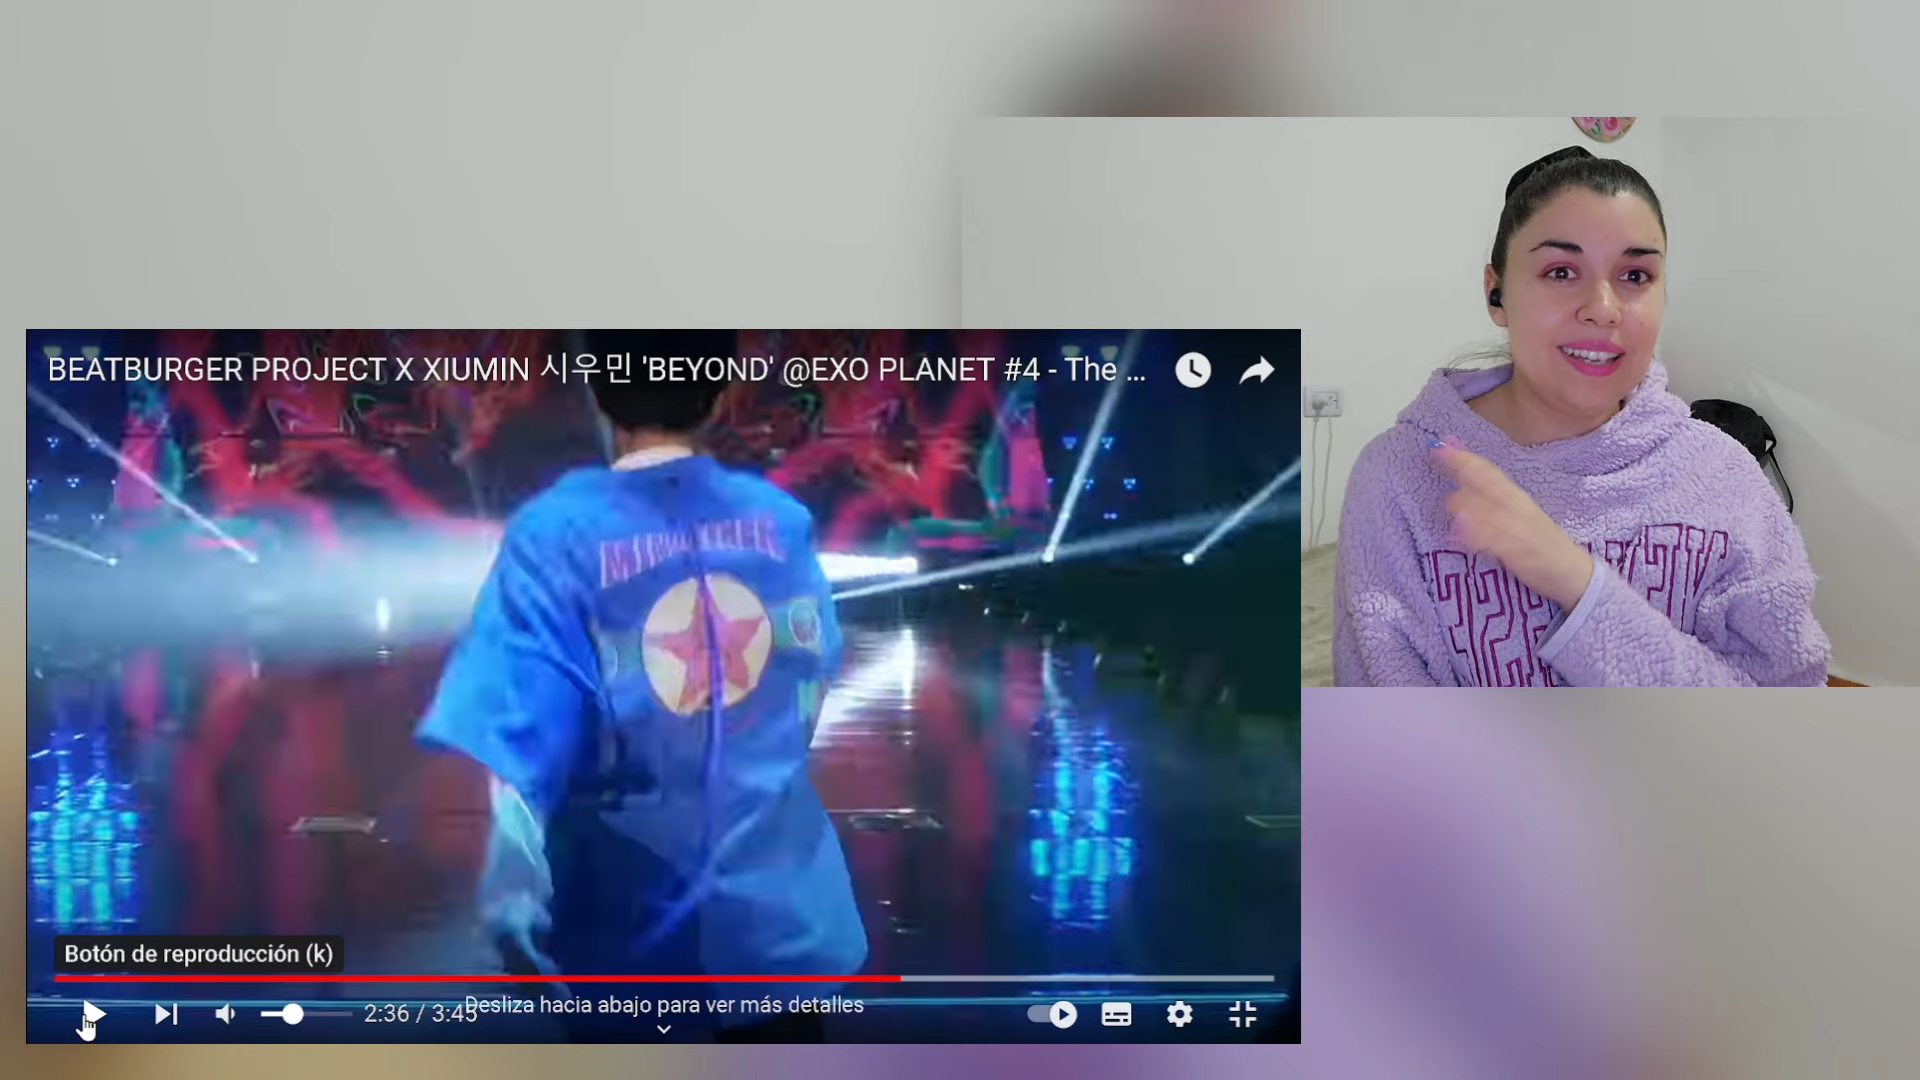 BEATBURGER PROJECT X XIUMIN 시우민 'BEYOND' @EXO PLANET #4 - The ...
Botón de reproducción (k)
2:36 / 3:45
Desliza hacia abajo para ver más detalles